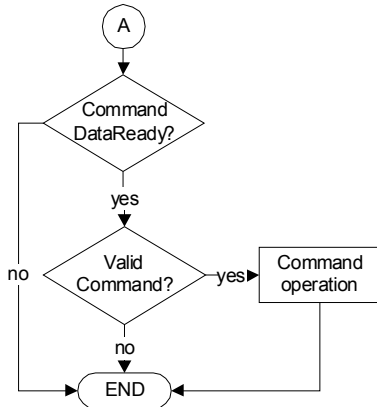 A
Command
DataReady?
yes
Valid
Command?
no
yes
Command
operation
no
END